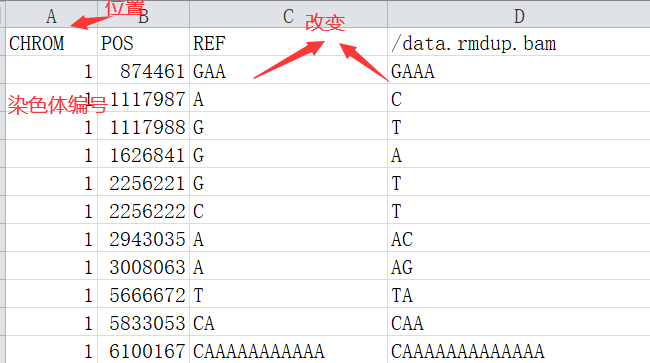 A B C D
位置
改变
CHROM POS REF /data.rmdup.bam
1 874461 GAA GAAA
染色体编号
1 1117987 A C
1 1117988 G T
1 1626841 G A
1 2256221 G T
1 2256222 C T
1 2943035 A AC
1 3008063 A AG
1 5666672 T TA
1 5833053 CA CAA
1 6100167 CAAAAAAAAAAA CAAAAAAAAAAAAA